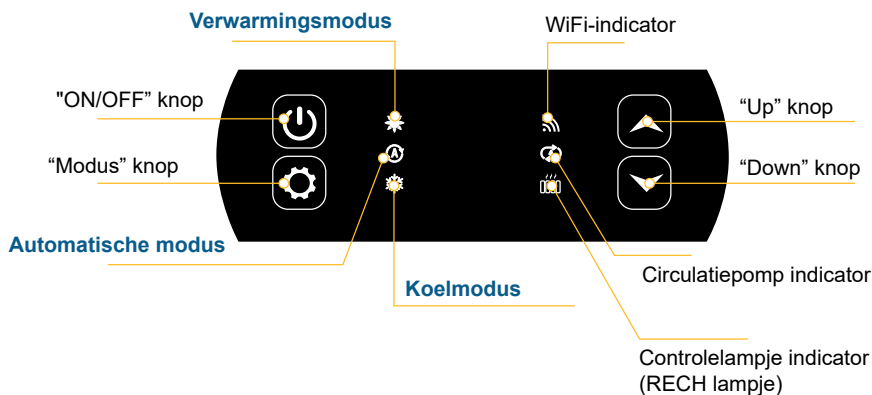 Verwarmingsmodus
WiFi-indicator
"ON/OFF” knop
“Up” knop
“Modus” knop
A
“Down” knop
Automatische modus
Koelmodus
Circulatiepomp indicator
Controlelampje indicator
(RECH lampje)